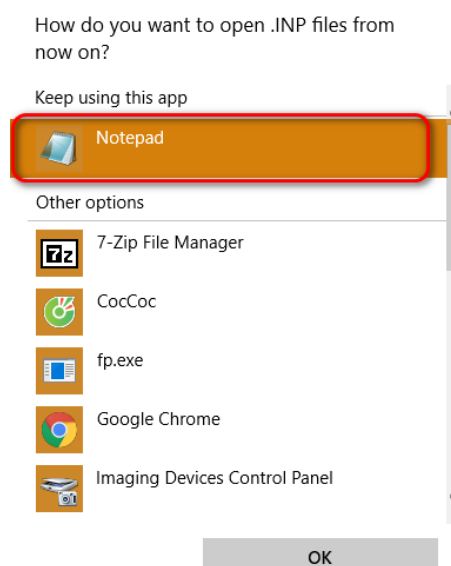 How do you want to open .INP files from
now on?
Keep using this app
Notepad
Other options
7z
7-Zip File Manager
CocCoc
fp.exe
Google Chrome
Imaging Devices Control Panel
OK